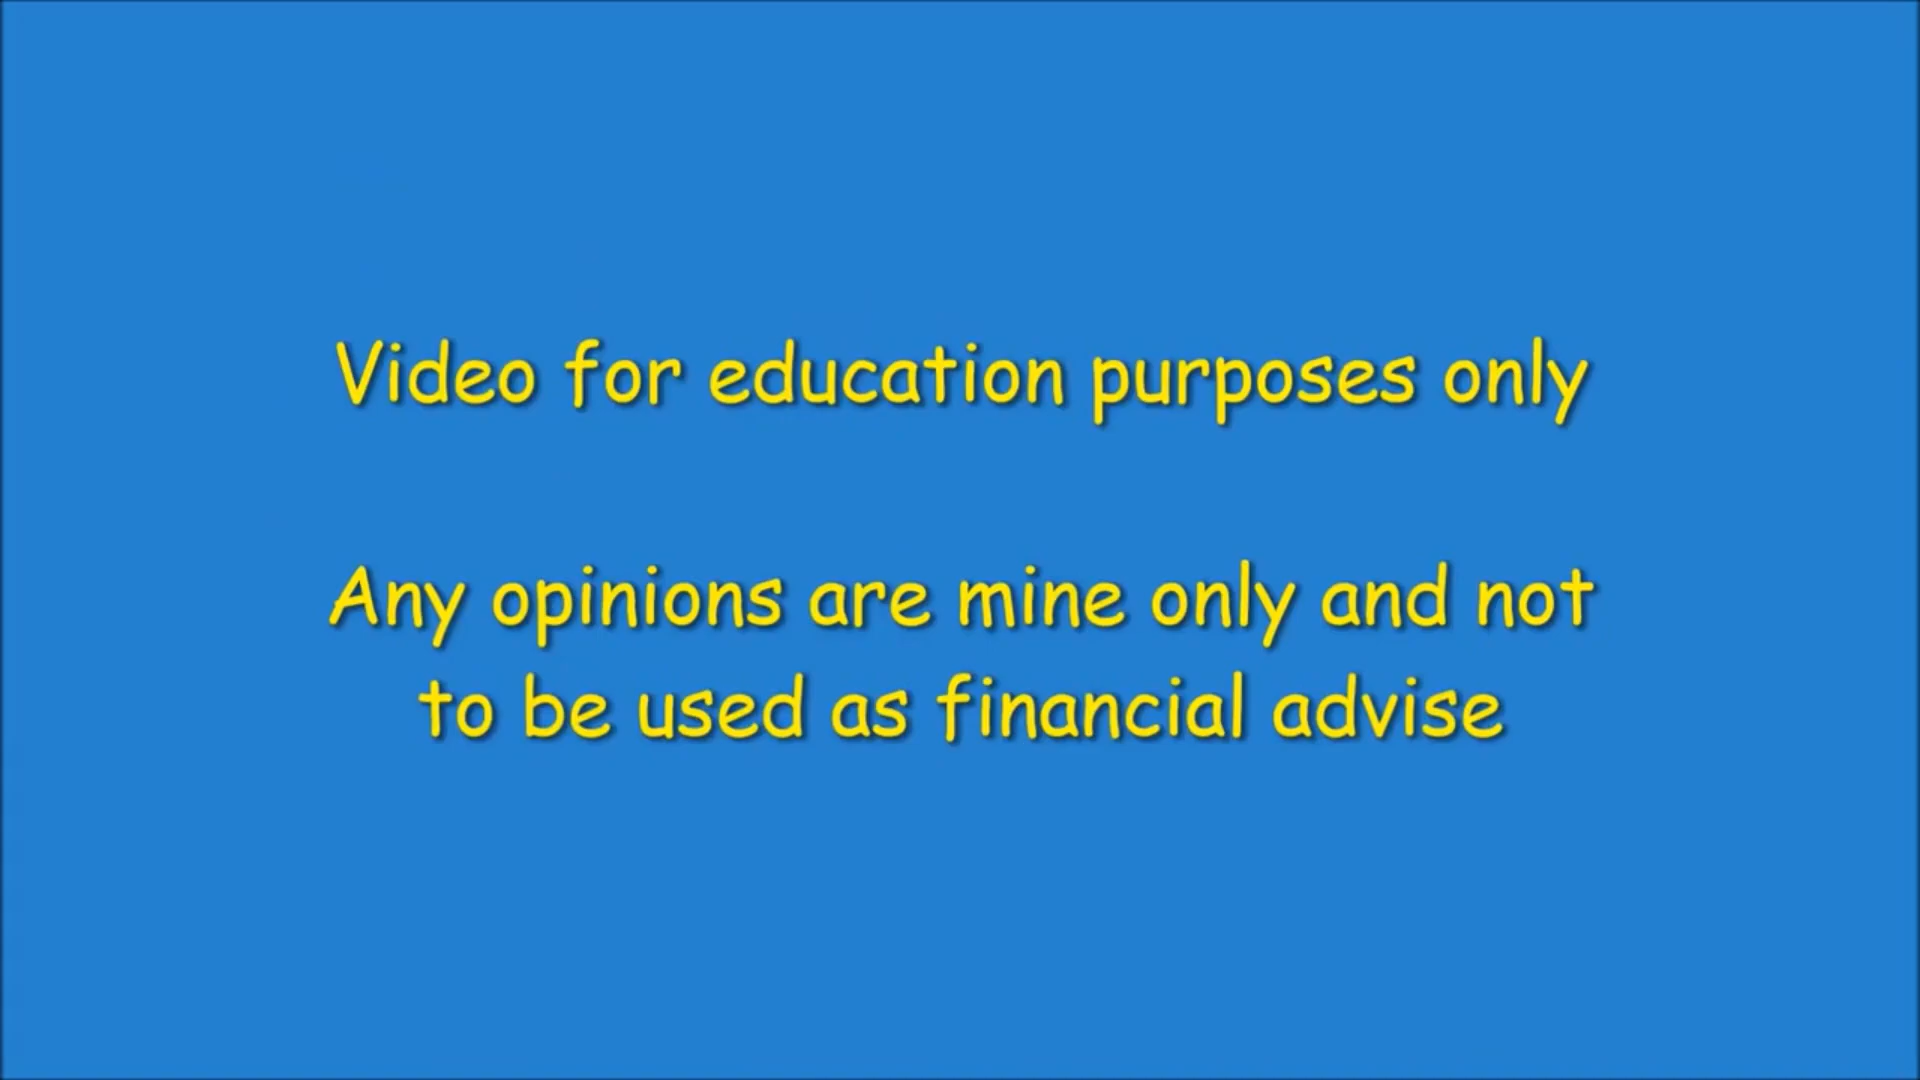 Video for education purposes only
Any opinions are mine only and not
to be used as financial advise